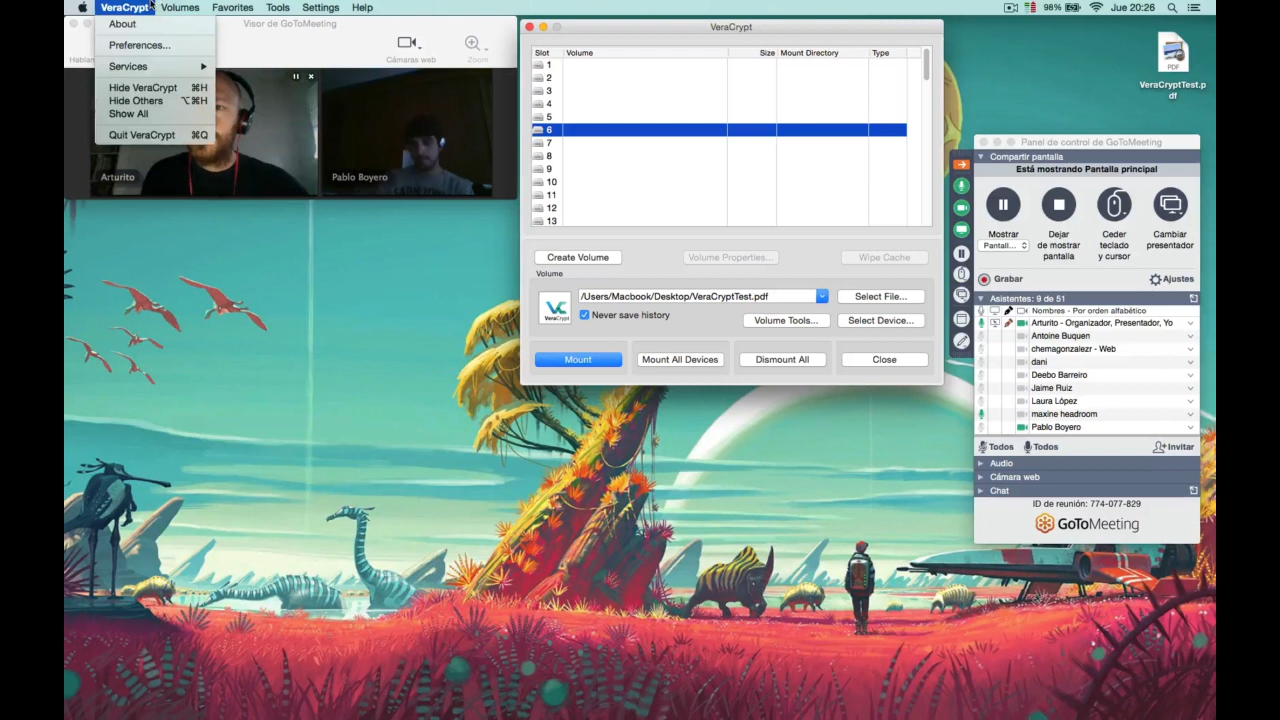 VeraCrypt Volumes Favorites Tools Settings Help 98% Jue 20:26
About
Preferences...
Services
Hide VeraCrypt ⌘H
Hide Others ⌥⌘H
Show All
Quit VeraCrypt ⌘Q
Visor de GoToMeeting
Hablan
Cámaras web
Zoom
Arturito
Pablo Boyero
VeraCrypt
Slot Volume Size Mount Directory Type
1
2
3
4
5
6
7
8
9
10
11
12
13
Create Volume Volume Properties... Wipe Cache
Volume
VeraCrypt
/Users/Macbook/Desktop/VeraCryptTest.pdf Select File...
Never save history
Volume Tools... Select Device...
Mount Mount All Devices Dismount All Close
PDF
VeraCryptTest.p
df
Panel de control de GoToMeeting
Compartir pantalla
Está mostrando Pantalla principal
Mostrar
Pantall...
Dejar
de mostrar
pantalla
Ceder
teclado
y cursor
Cambiar
presentador
Grabar Ajustes
Asistentes: 9 de 51
Nombres - Por orden alfabético
Arturito - Organizador, Presentador, Yo
Antoine Buquen
chemagonzalezr - Web
dani
Deebo Barreiro
Jaime Ruiz
Laura López
maxine headroom
Pablo Boyero
Todos Todos Invitar
Audio
Cámara web
Chat
ID de reunión: 774-077-829
GoToMeeting